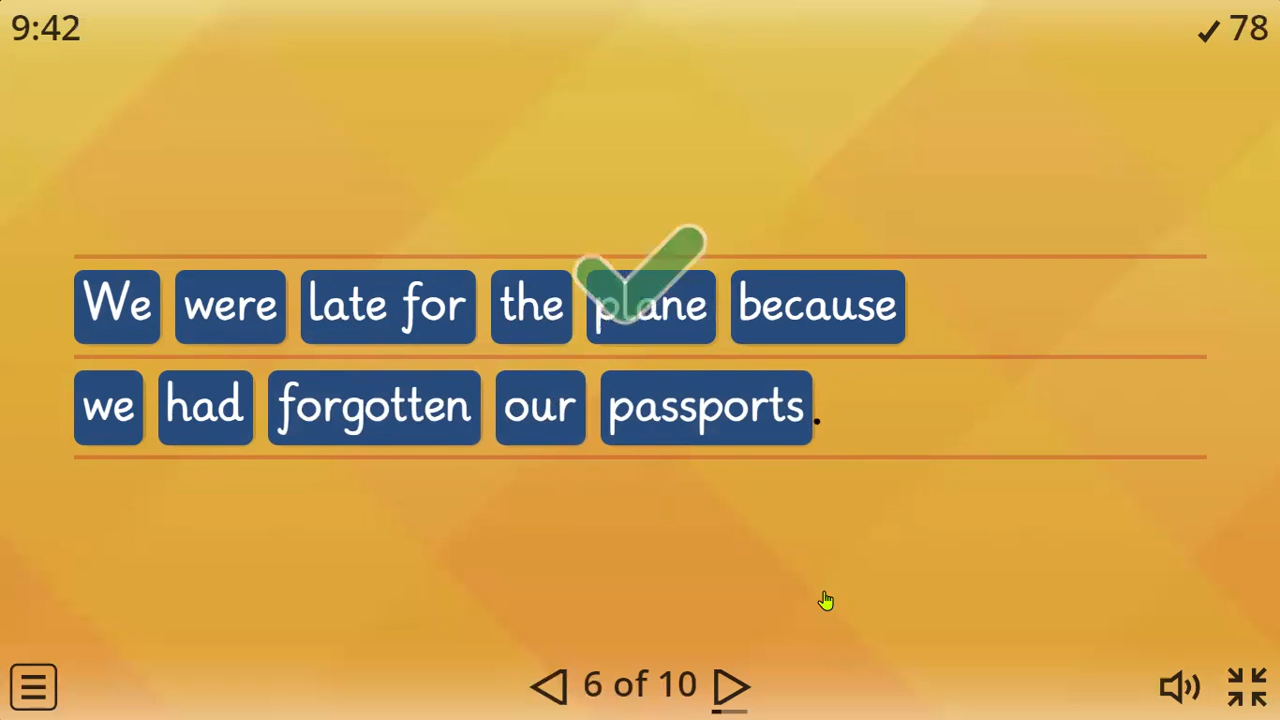 9:42
78
We were late for the plane because
we had forgotten our passports.
6 of 10